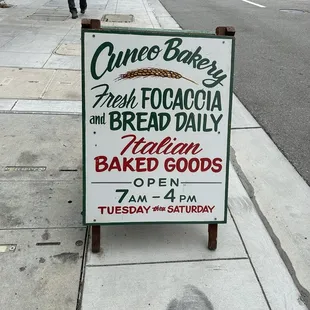 Cuneo Bakery
Fresh FOCACCIA
and BREAD DAILY
Italian
BAKED GOODS
OPEN
7AM - 4PM
TUESDAY thru SATURDAY